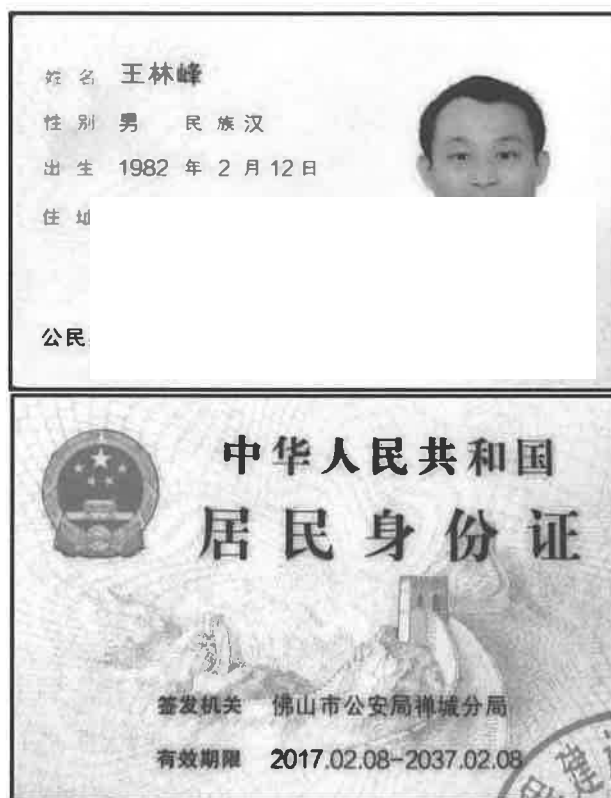 姓名 王林峰
性别 男 民族 汉
出生 1982 年 2 月 12 日
住址
公民
中华人民共和国
居民身份证
签发机关 佛山市公安局禅城分局
有效期限 2017.02.08-2037.02.08